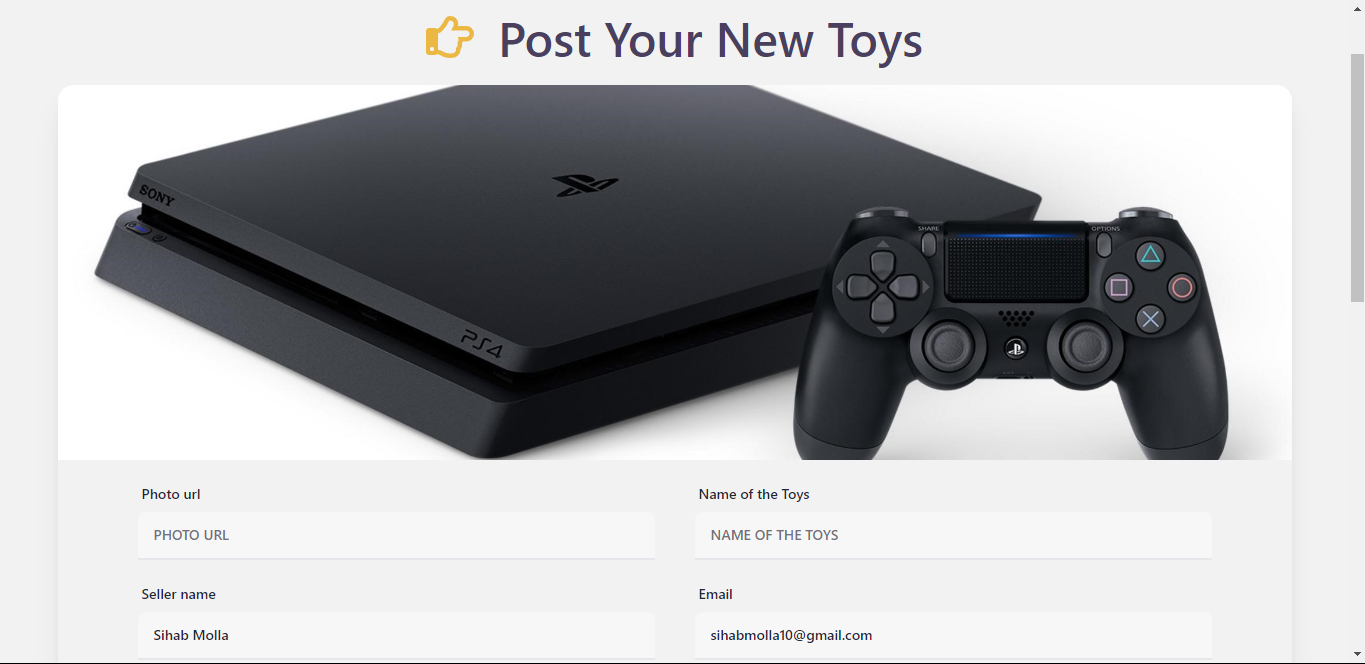 Post Your New Toys
SONY
SHARE
OPTIONS
PS4
Photo url
Name of the Toys
PHOTO URL
NAME OF THE TOYS
Seller name
Email
Sihab Molla
sihabmolla10@gmail.com